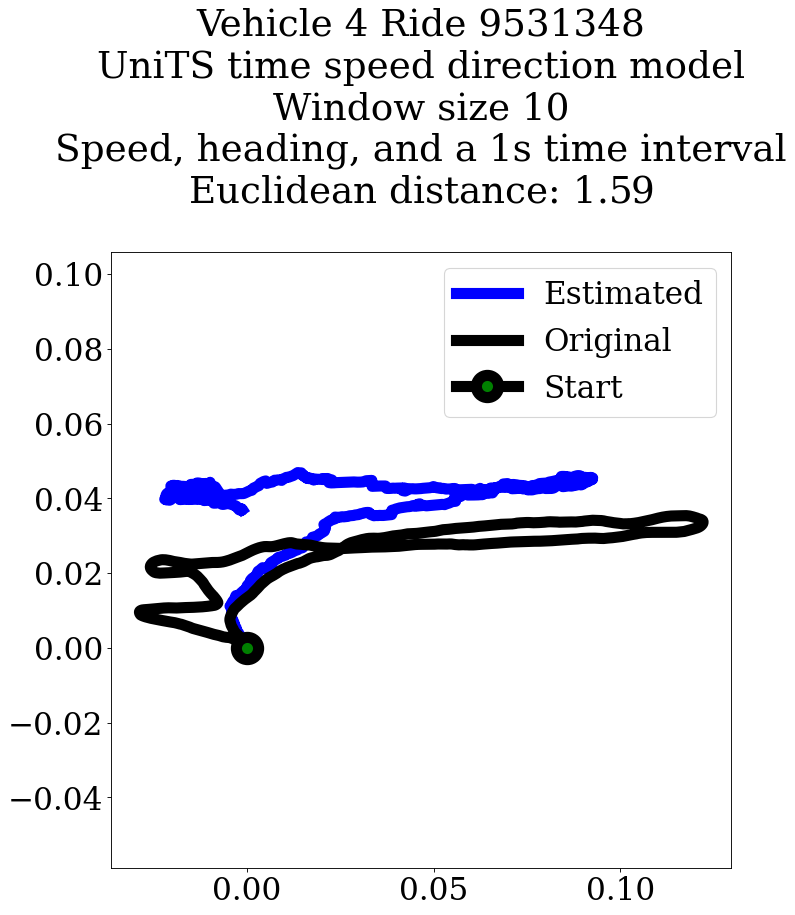 Vehicle 4 Ride 9531348
UniTS time speed direction model
Window size 10
Speed, heading, and a 1s time interval
Euclidean distance: 1.59
Estimated
Original
Start
0.10
0.08
0.06
0.04
0.02
0.00
−0.02
−0.04
0.00 0.05 0.10